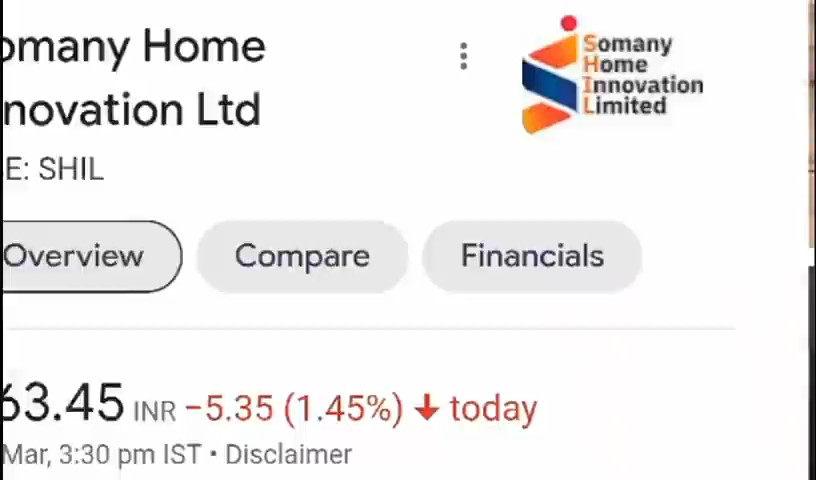 omany Home
novation Ltd
E: SHIL
Somany
Home
Innovation
Limited
Overview
Compare
Financials
63.45 INR −5.35 (1.45%) today
Mar, 3:30 pm IST • Disclaimer